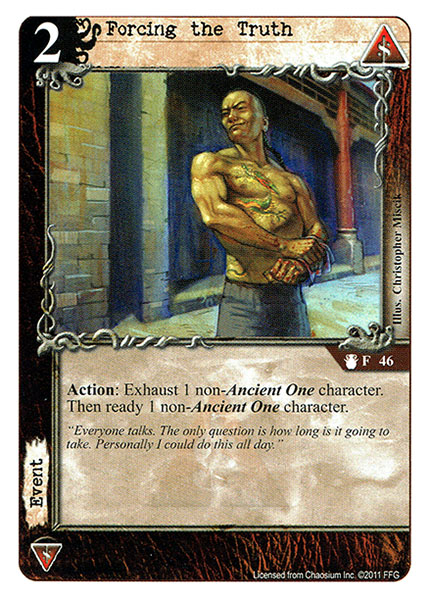 2
Forcing the Truth
Illus. Christopher Miscik
F 46
Action: Exhaust 1 non-Ancient One character.
Then ready 1 non-Ancient One character.
“Everyone talks. The only question is how long is it going to
take. Personally I could do this all day.”
Event
Licensed from Chaosium Inc. ©2011 FFG